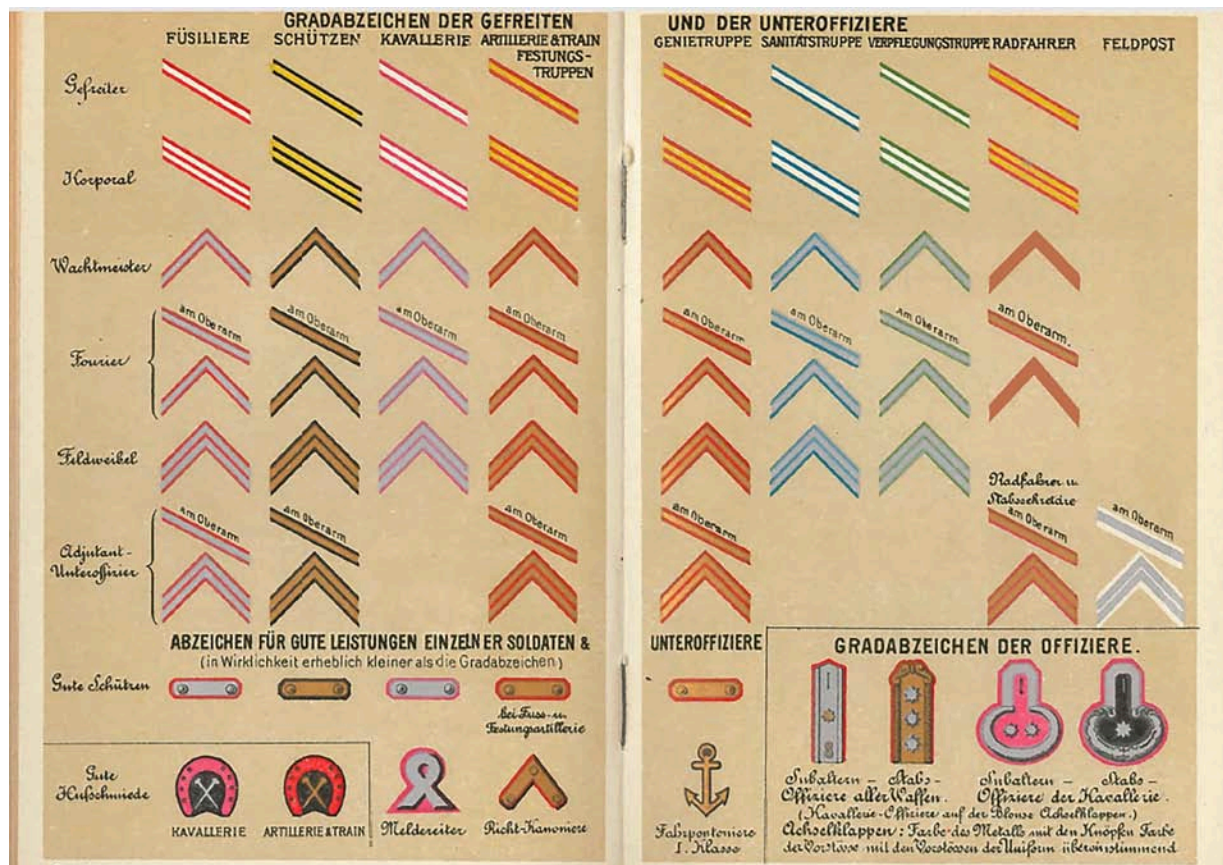 GRADABZEICHEN DER GEFREITEN UND DER UNTEROFFIZIERE
FÜSILIERE SCHÜTZEN KAVALLERIE ARTILLERIE & TRAIN GENIETRUPPE SANITÄTSTRUPPE VERPFLEGUNGSTRUPPE RADFAHRER FELDPOST
FESTUNGS-
TRUPPEN
Gefreiter
Korporal
Wachtmeister
am Oberarm am Oberarm am Oberarm am Oberarm am Oberarm am Oberarm am Oberarm am Oberarm.
Fourier
Feldweibel
Radfahrer u.
Stabssekretäre
am Oberarm am Oberarm am Oberarm am Oberarm am Oberarm am Oberarm
Adjutant-
Unteroffizier
ABZEICHEN FÜR GUTE LEISTUNGEN EINZELNER SOLDATEN & UNTEROFFIZIERE
(in Wirklichkeit erheblich kleiner als die Gradabzeichen)
Gute Schützen
bei Fuss- u.
Festungsartillerie
Gute
Hufschmiede
KAVALLERIE ARTILLERIE & TRAIN
Meldereiter
Richt-Kanoniere
Fahrpontoniere
I. Klasse
GRADABZEICHEN DER OFFIZIERE.
Subaltern - Stabs-
Offiziere aller Waffen.
Subaltern - Stabs-
Offiziere der Kavallerie.
(Kavallerie-Offiziere auf der Blouse Achselklappen.)
Achselklappen: Farbe des Metalls mit den Knöpfen Farbe
der Vorstösse mit den Vorstössen der Uniform übereinstimmend